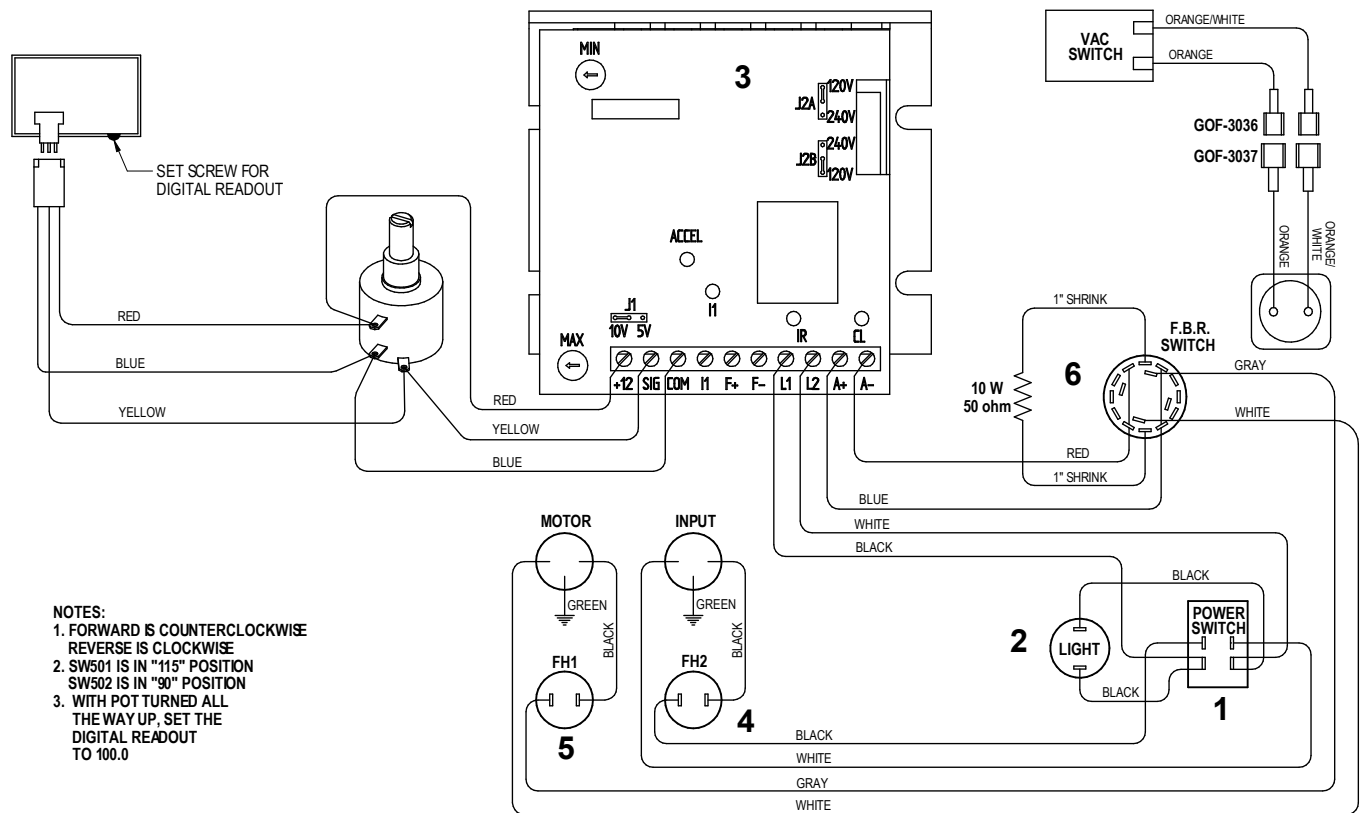 ORANGE/WHITE
VAC
SWITCH
ORANGE
GOF-3036
GOF-3037
ORANGE
ORANGE/
WHITE
SET SCREW FOR
DIGITAL READOUT
RED
BLUE
YELLOW
MIN
3
120V
J2A
240V
240V
J2B
120V
ACCEL
I1
J1
10V 5V
MAX
IR
CL
+12 SIG COM I1 F+ F- L1 L2 A+ A-
RED
YELLOW
BLUE
1" SHRINK
F.B.R.
SWITCH
6
GRAY
10 W
50 ohm
WHITE
RED
1" SHRINK
BLUE
WHITE
BLACK
MOTOR
INPUT
GREEN
BLACK
GREEN
BLACK
FH1
FH2
5
4
BLACK
2
LIGHT
POWER
SWITCH
BLACK
1
BLACK
WHITE
GRAY
WHITE
NOTES:
1. FORWARD IS COUNTERCLOCKWISE
REVERSE IS CLOCKWISE
2. SW501 IS IN "115" POSITION
SW502 IS IN "90" POSITION
3. WITH POT TURNED ALL
THE WAY UP, SET THE
DIGITAL READOUT
TO 100.0